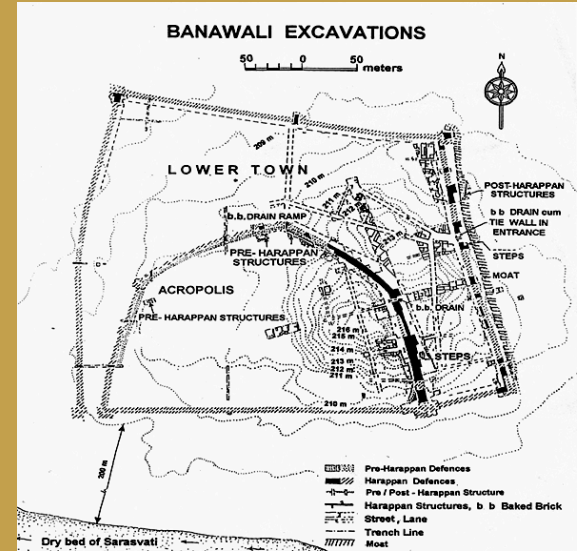 BANAWALI EXCAVATIONS
50 0 50
meters
N
209 m
LOWER TOWN
210 m
211 m
POST-HARAPPAN
STRUCTURES
b.b. DRAIN RAMP
b b DRAIN cum
TIE WALL IN
ENTRANCE
PRE- HARAPPAN
STRUCTURES
STEPS
MOAT
ACROPOLIS
PRE- HARAPPAN STRUCTURES
b.b. DRAIN
216 m
215 m
214 m
213 m
212 m
211 m
STEPS
210 m
200 m
Pre-Harappan Defences
Harappan Defences
Pre / Post - Harappan Structure
Harappan Structures, b b Baked Brick
Street, Lane
Trench Line
Moat
Dry bed of Sarasvati